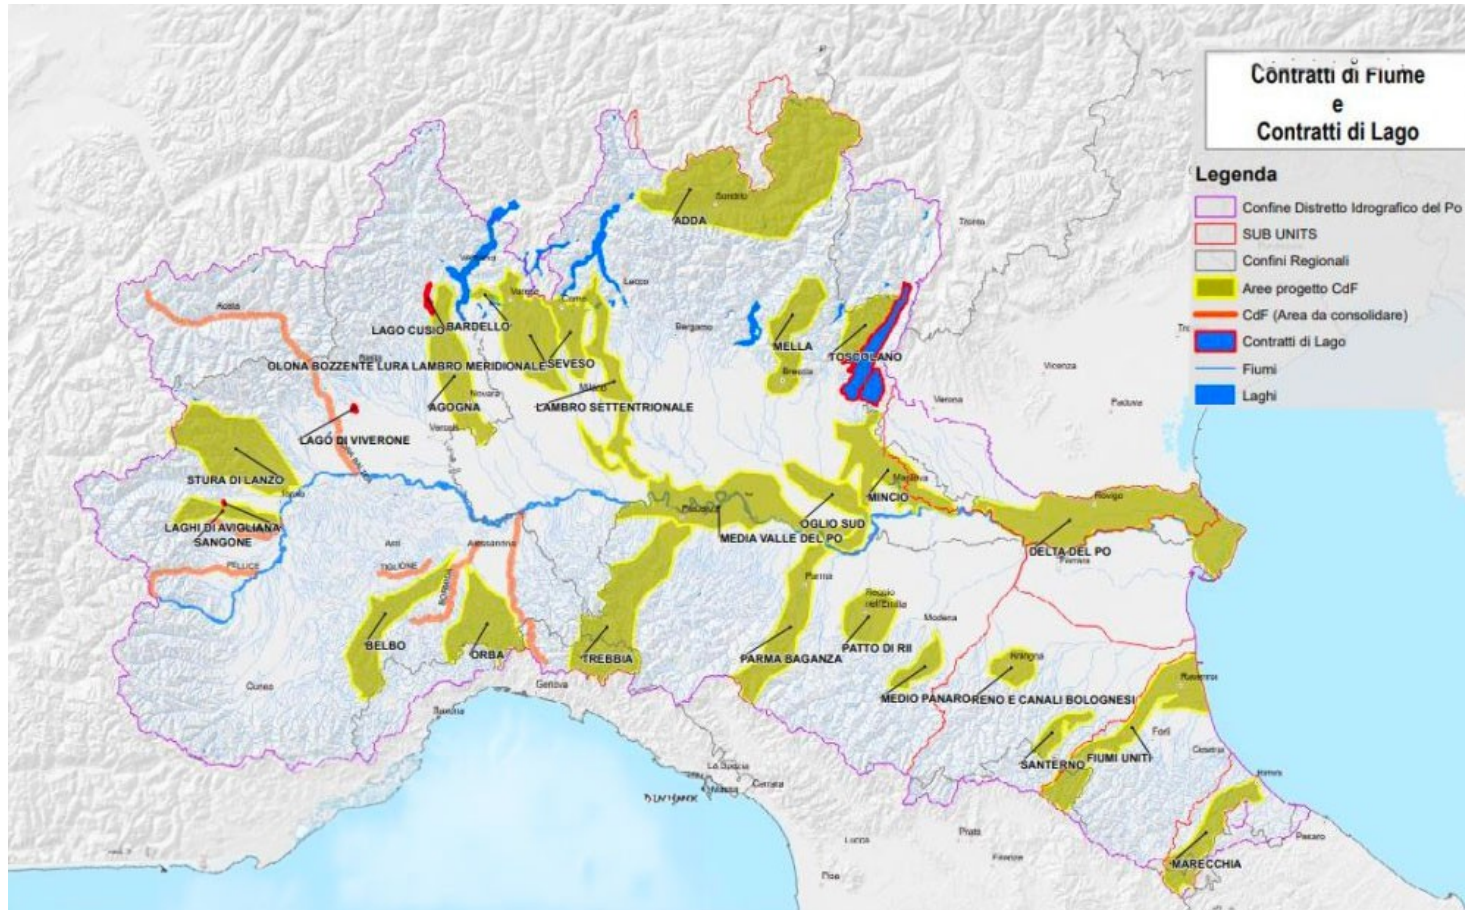 Contratti di Fiume
e
Contratti di Lago
Legenda
Confine Distretto Idrografico del Po
SUB UNITS
Confini Regionali
Aree progetto CdF
CdF (Area da consolidare)
Contratti di Lago
Fiumi
Laghi
Sondrio
ADDA
Trento
Aosta
Varese
Como
Lecco
LAGO CUSIO
BARDELLO
Bergamo
MELLA
TOSCOLANO
Biella
OLONA BOZZENTE LURA LAMBRO MERIDIONALE
SEVESO
Brescia
Vicenza
Milano
Novara
AGOGNA
LAMBRO SETTENTRIONALE
Verona
Padova
Vercelli
LAGO DI VIVERONE
STURA DI LANZO
Torino
Mantova
MINCIO
Rovigo
LAGHI DI AVIGLIANA
SANGONE
OGLIO SUD
MEDIA VALLE DEL PO
DELTA DEL PO
Ferrara
Asti
Alessandria
PELLICE
TIGLIONE
BORMIDA
Parma
Reggio
nell'Emilia
Modena
BELBO
ORBA
TREBBIA
PARMA BAGANZA
PATTO DI RII
Bologna
MEDIO PANARO
RENO E CANALI BOLOGNESI
Cuneo
Genova
Savona
Ravenna
Forlì
Cesena
SANTERNO
FIUMI UNITI
La Spezia
Massa
Carrara
Rimini
Pesaro
Lucca
Prato
Firenze
MARECCHIA
Pisa